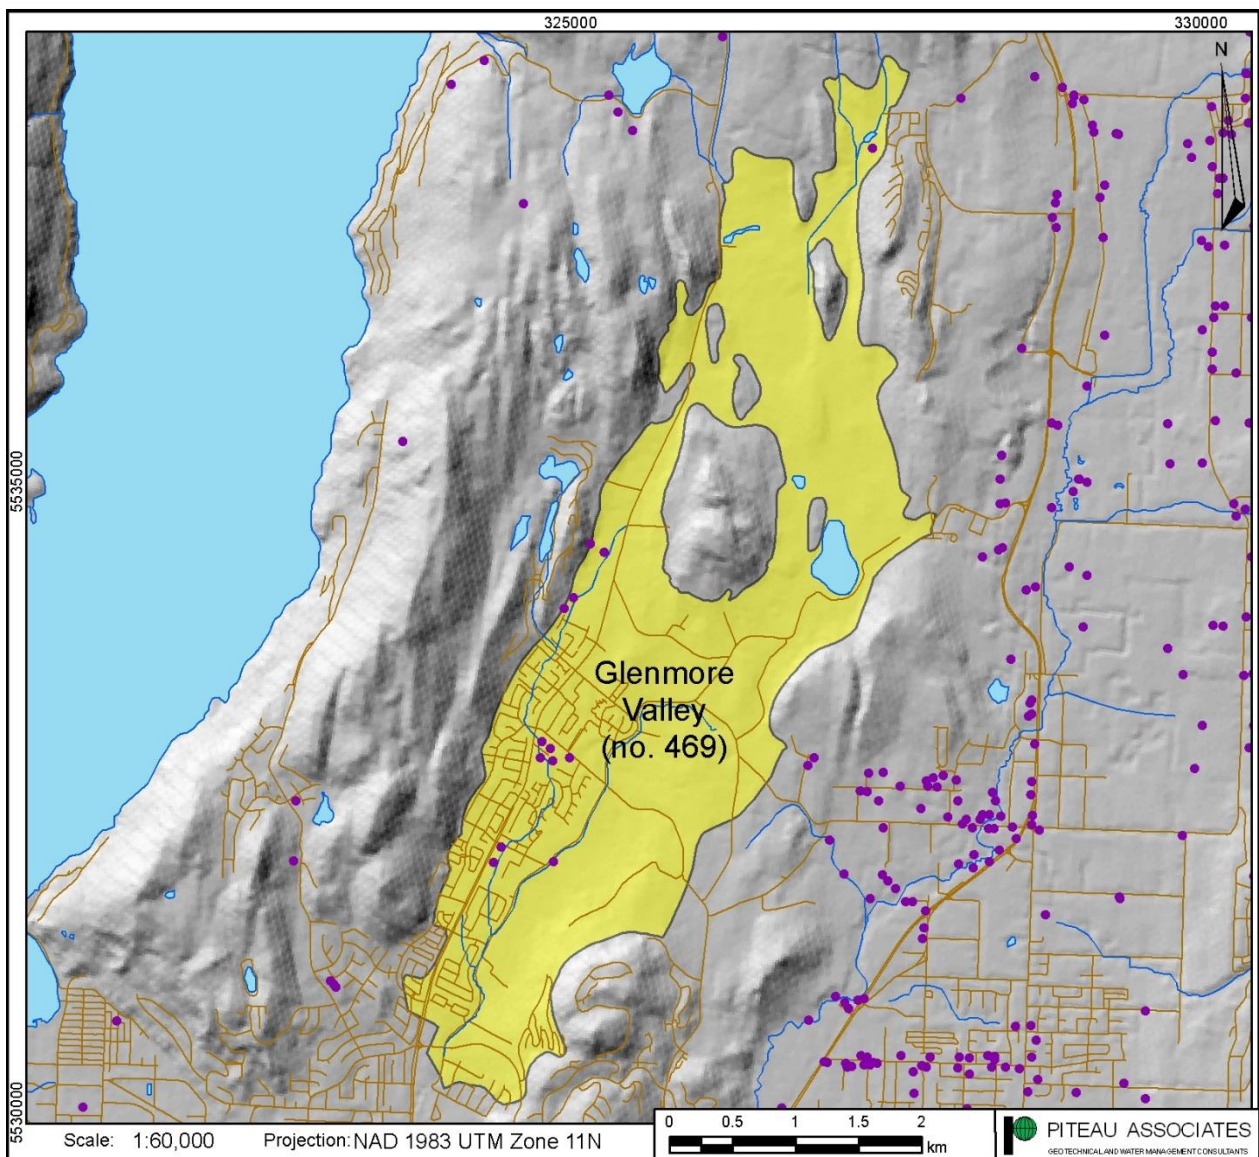 325000
330000
N
5535000
Glenmore
Valley
(no. 469)
5530000
Scale: 1:60,000 Projection: NAD 1983 UTM Zone 11N
0 0.5 1 1.5 2
km
PITEAU ASSOCIATES
GEOTECHNICAL AND WATER MANAGEMENT CONSULTANTS